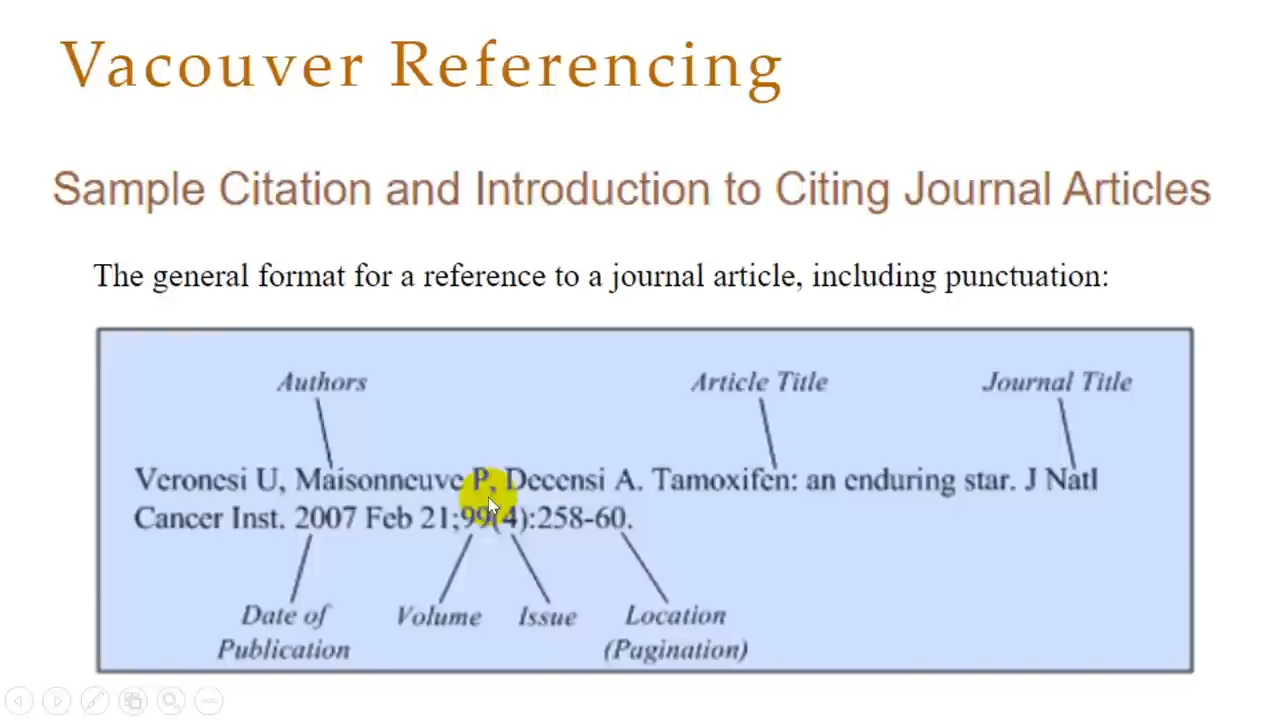 Vacouver Referencing
Sample Citation and Introduction to Citing Journal Articles
The general format for a reference to a journal article, including punctuation:
Authors Article Title Journal Title
Veronesi U, Maisonneuve P, Decensi A. Tamoxifen: an enduring star. J Natl
Cancer Inst. 2007 Feb 21;99(4):258-60.
Date of Volume Issue Location
Publication (Pagination)